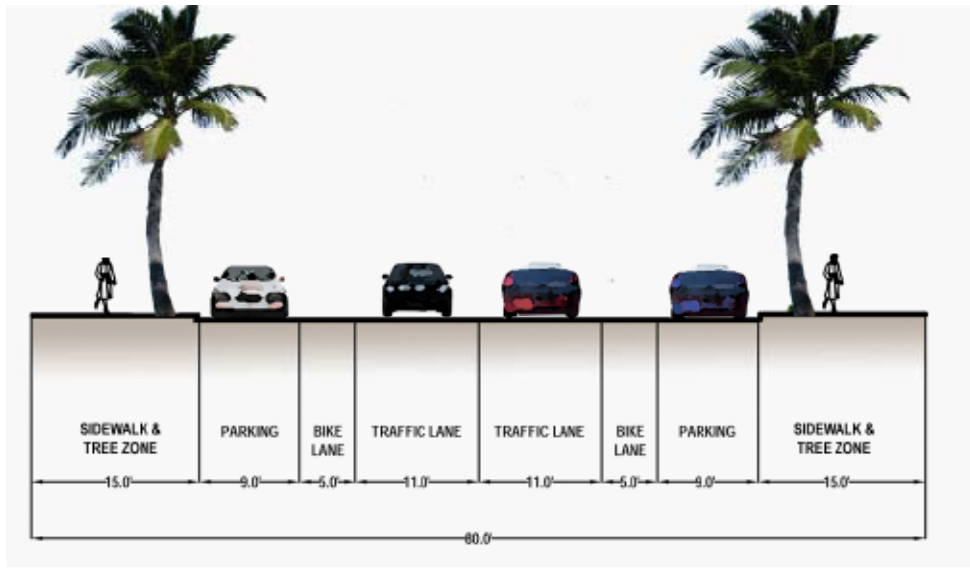 SIDEWALK &
TREE ZONE
PARKING
BIKE
LANE
TRAFFIC LANE
TRAFFIC LANE
BIKE
LANE
PARKING
SIDEWALK &
TREE ZONE
15.0' 9.0' 5.0' 11.0' 11.0' 5.0' 9.0' 15.0'
80.0'